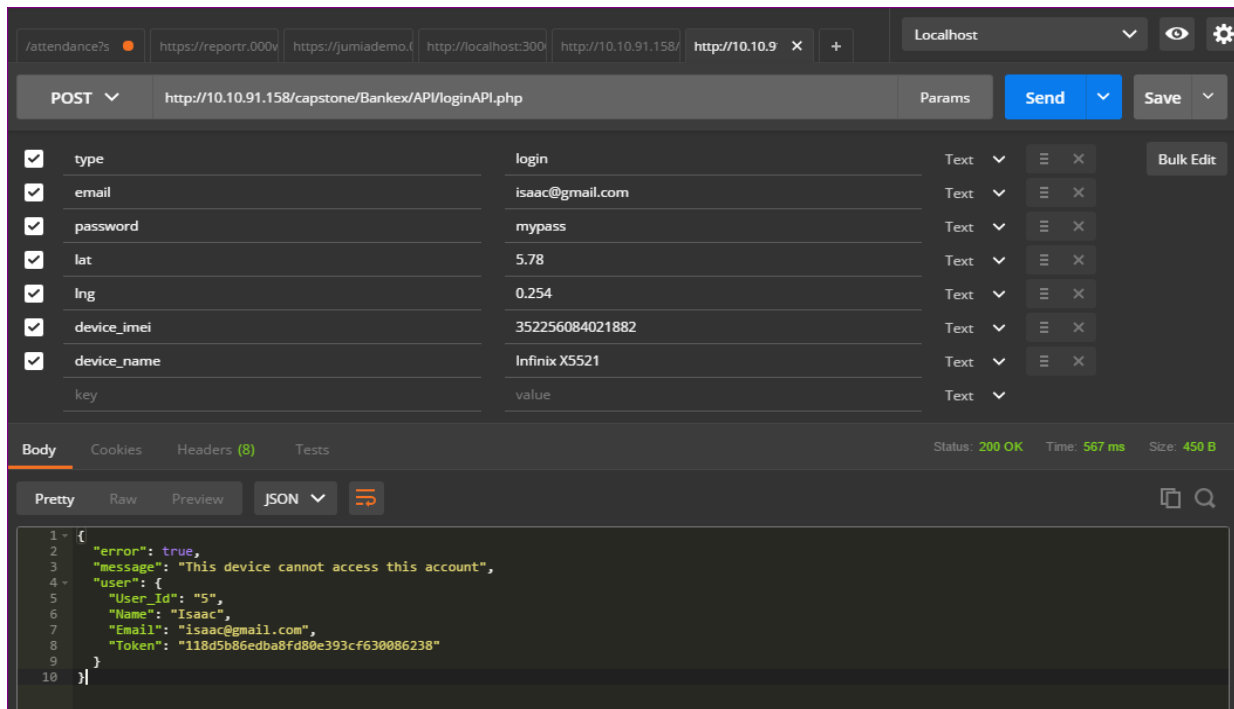 /attendance?s https://reportr.000v https://jumiademo.( http://localhost:300( http://10.10.91.158/ http://10.10.9 × + Localhost
POST http://10.10.91.158/capstone/Bankex/API/loginAPI.php Params Send Save
type login Text Bulk Edit
email isaac@gmail.com Text
password mypass Text
lat 5.78 Text
lng 0.254 Text
device_imei 352256084021882 Text
device_name Infinix X5521 Text
key value Text
Body Cookies Headers (8) Tests Status: 200 OK Time: 567 ms Size: 450 B
Pretty Raw Preview JSON
1 {
2 "error": true,
3 "message": "This device cannot access this account",
4 "user": {
5 "User_Id": "5",
6 "Name": "Isaac",
7 "Email": "isaac@gmail.com",
8 "Token": "118d5b86edba8fd80e393cf630086238"
9 }
10 }